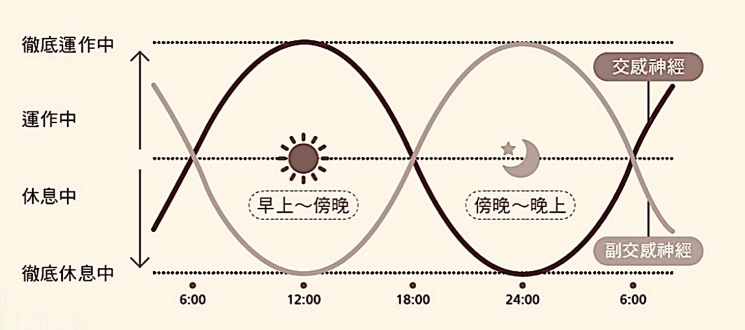 徹底運作中
交感神經
運作中
休息中
早上～傍晚
傍晚～晚上
副交感神經
徹底休息中
6:00
12:00
18:00
24:00
6:00